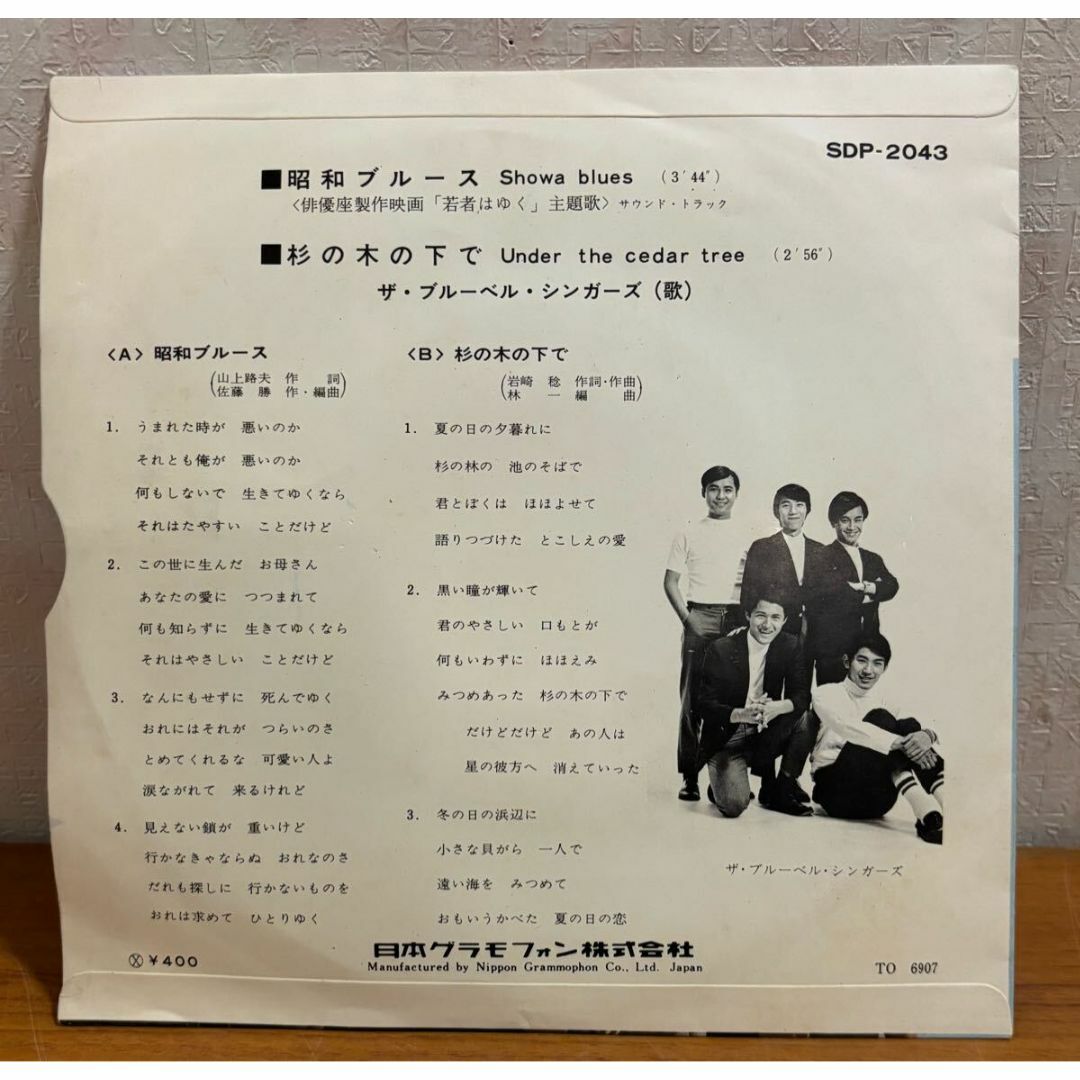 SDP-2043
■昭和ブルース Showa blues (3′44″)
〈俳優座製作映画「若者はゆく」主題歌〉サウンド・トラック
■杉の木の下で Under the cedar tree (2′56″)
ザ・ブルーベル・シンガーズ(歌)
〈A〉昭和ブルース
(山上路夫 作詞
佐藤 勝 作・編曲)
1. うまれた時が 悪いのか
それとも俺が 悪いのか
何もしないで 生きてゆくなら
それはたやすい ことだけど
2. この世に生んだ お母さん
あなたの愛に つつまれて
何も知らずに 生きてゆくなら
それはやさしい ことだけど
3. なんにもせずに 死んでゆく
おれにはそれが つらいのさ
とめてくれるな 可愛い人よ
涙ながれて 来るけれど
4. 見えない鎖が 重いけど
行かなきゃならぬ おれなのさ
だれも探しに 行かないものを
おれは求めて ひとりゆく
〈B〉杉の木の下で
(岩崎 稔 作詞・作曲
林 一 編曲)
1. 夏の日の夕暮れに
杉の林の 池のそばで
君とぼくは ほほよせて
語りつづけた とこしえの愛
2. 黒い瞳が輝いて
君のやさしい 口もとが
何もいわずに ほほえみ
みつめあった 杉の木の下で
だけどだけど あの人は
星の彼方へ 消えていった
3. 冬の日の浜辺に
小さな貝がら 一人で
遠い海を みつめて
おもいうかべた 夏の日の恋
ザ・ブルーベル・シンガーズ
Ⓧ ¥400
日本グラモフォン株式会社
Manufactured by Nippon Grammophon Co., Ltd. Japan
TO 6907